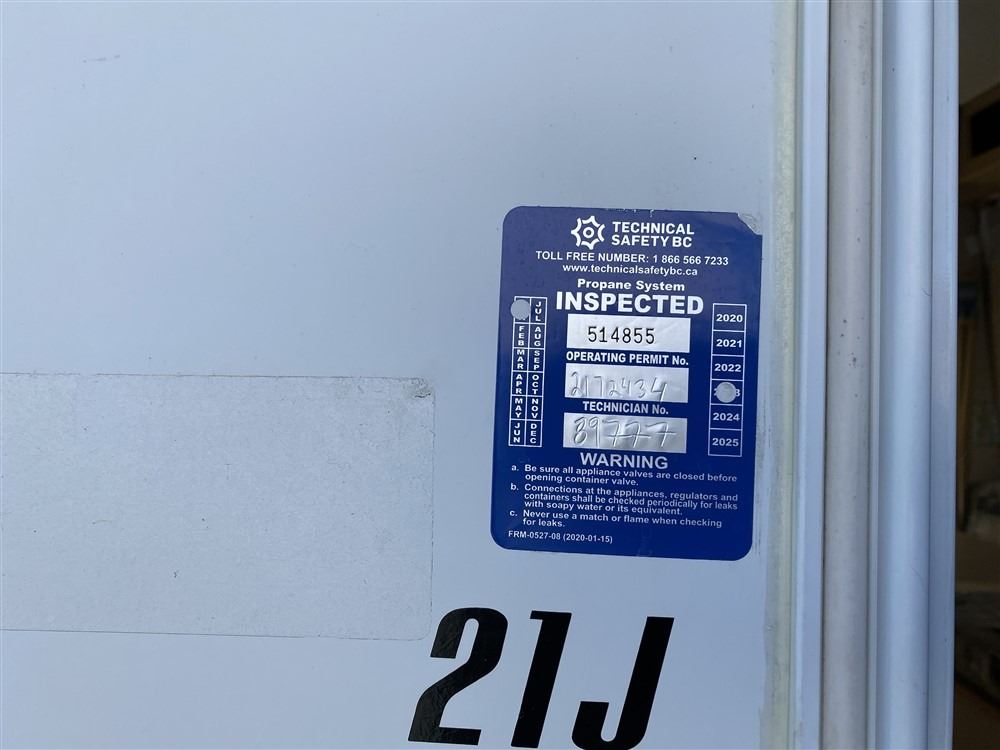 TECHNICAL
SAFETY BC
TOLL FREE NUMBER: 1 866 566 7233
www.technicalsafetybc.ca
Propane System
INSPECTED
514855
OPERATING PERMIT No.
2172434
TECHNICIAN No.
89777
FEB
MAR
APR
MAY
JUN
JUL
AUG
SEP
OCT
NOV
DEC
2020
2021
2022
2024
2025
WARNING
a. Be sure all appliance valves are closed before
opening container valve.
b. Connections at the appliances, regulators and
containers shall be checked periodically for leaks
with soapy water or its equivalent.
c. Never use a match or flame when checking
for leaks.
FRM-0527-08 (2020-01-15)
21J